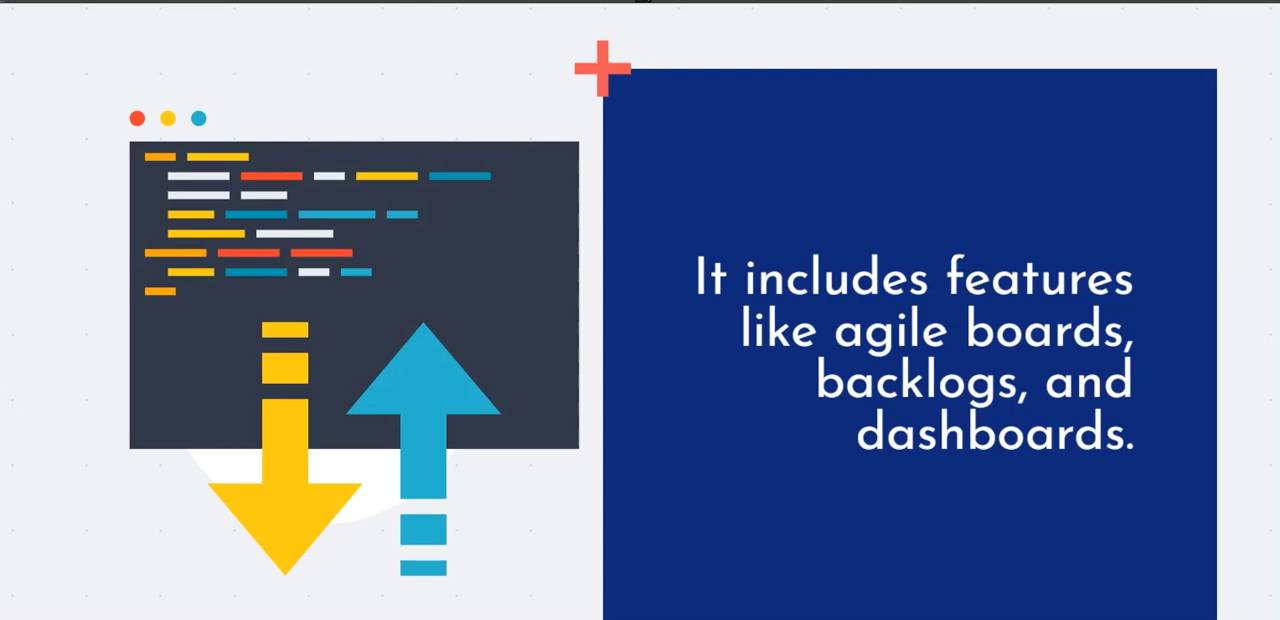 It includes features
like agile boards,
backlogs, and
dashboards.